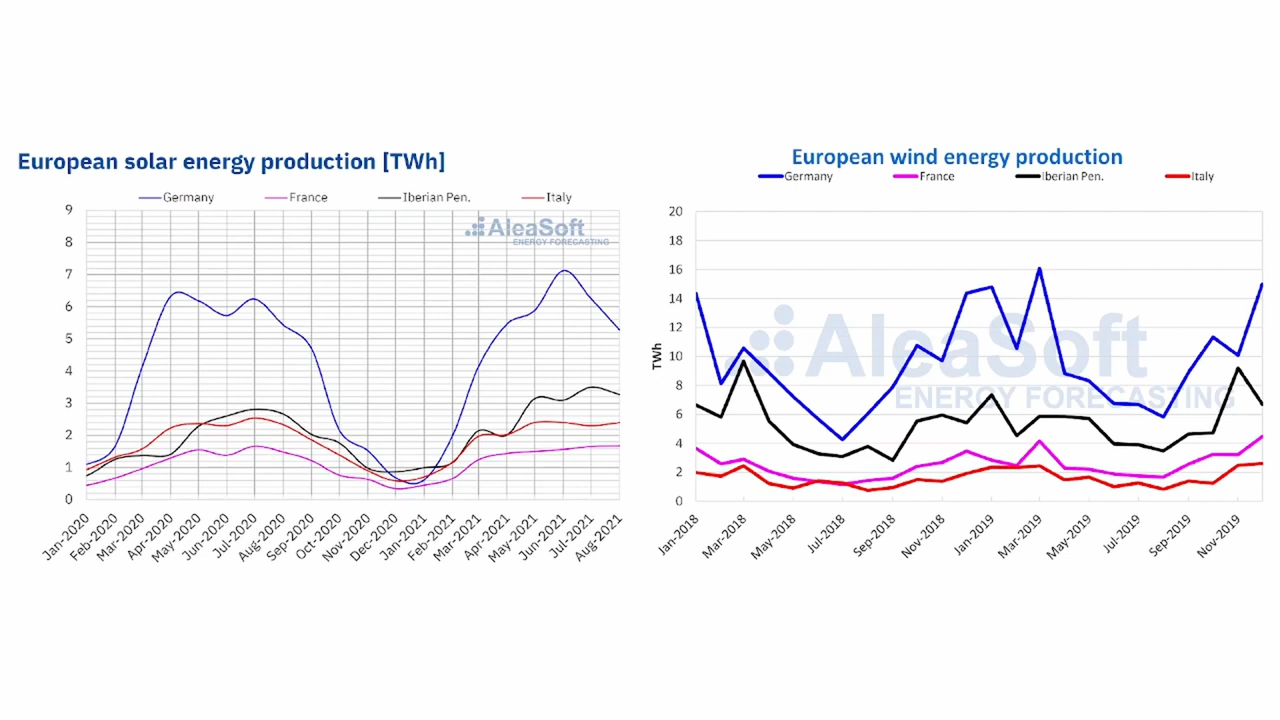 European solar energy production [TWh]
Germany France Iberian Pen. Italy
AleaSoft
ENERGY FORECASTING
9
8
7
6
5
4
3
2
1
0
Jan-2020 Feb-2020 Mar-2020 Apr-2020 May-2020 Jun-2020 Jul-2020 Aug-2020 Sep-2020 Oct-2020 Nov-2020 Dec-2020 Jan-2021 Feb-2021 Mar-2021 Apr-2021 May-2021 Jun-2021 Jul-2021 Aug-2021
European wind energy production
Germany France Iberian Pen. Italy
TWh
20
18
16
14
12
10
8
6
4
2
0
AleaSoft
ENERGY FORECASTING
Jan-2018 Mar-2018 May-2018 Jul-2018 Sep-2018 Nov-2018 Jan-2019 Mar-2019 May-2019 Jul-2019 Sep-2019 Nov-2019